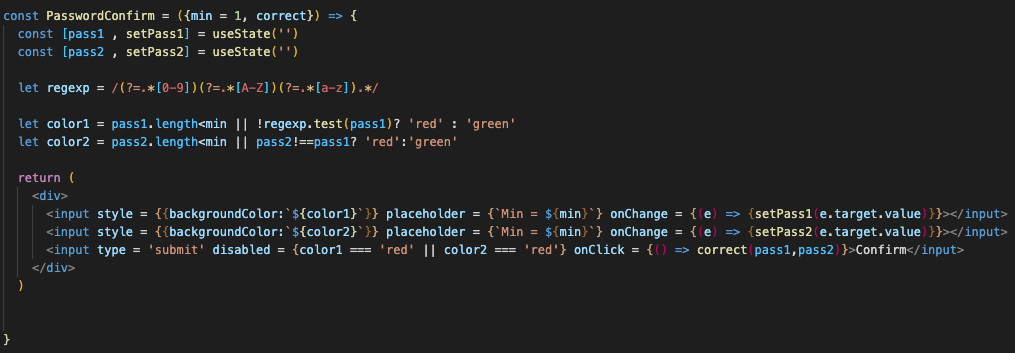 const PasswordConfirm = ({min = 1, correct}) => {
  const [pass1 , setPass1] = useState('')
  const [pass2 , setPass2] = useState('')

  let regexp = /(?=.*[0-9])(?=.*[A-Z])(?=.*[a-z]).*/

  let color1 = pass1.length<min || !regexp.test(pass1)? 'red' : 'green'
  let color2 = pass2.length<min || pass2!==pass1? 'red':'green'

  return (
    <div>
      <input style = {{backgroundColor:`${color1}`}} placeholder = {`Min = ${min}`} onChange = {(e) => {setPass1(e.target.value)}}></input>
      <input style = {{backgroundColor:`${color2}`}} placeholder = {`Min = ${min}`} onChange = {(e) => {setPass2(e.target.value)}}></input>
      <input type = 'submit' disabled = {color1 === 'red' || color2 === 'red'} onClick = {() => correct(pass1,pass2)}>Confirm</input>
    </div>
  )

}